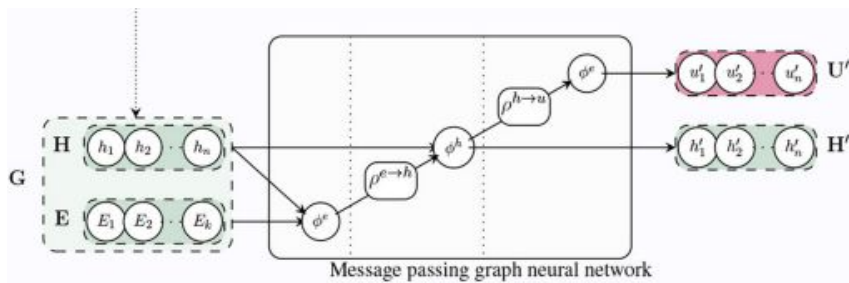 ϕᵉ u′₁ u′₂ · u′ₙ U′
ρʰ→ᵘ
H h₁ h₂ · · hₙ ϕʰ h′₁ h′₂ · h′ₙ H′
G
ρᵉ→ʰ
E E₁ E₂ · · Eₖ ϕᵉ
Message passing graph neural network